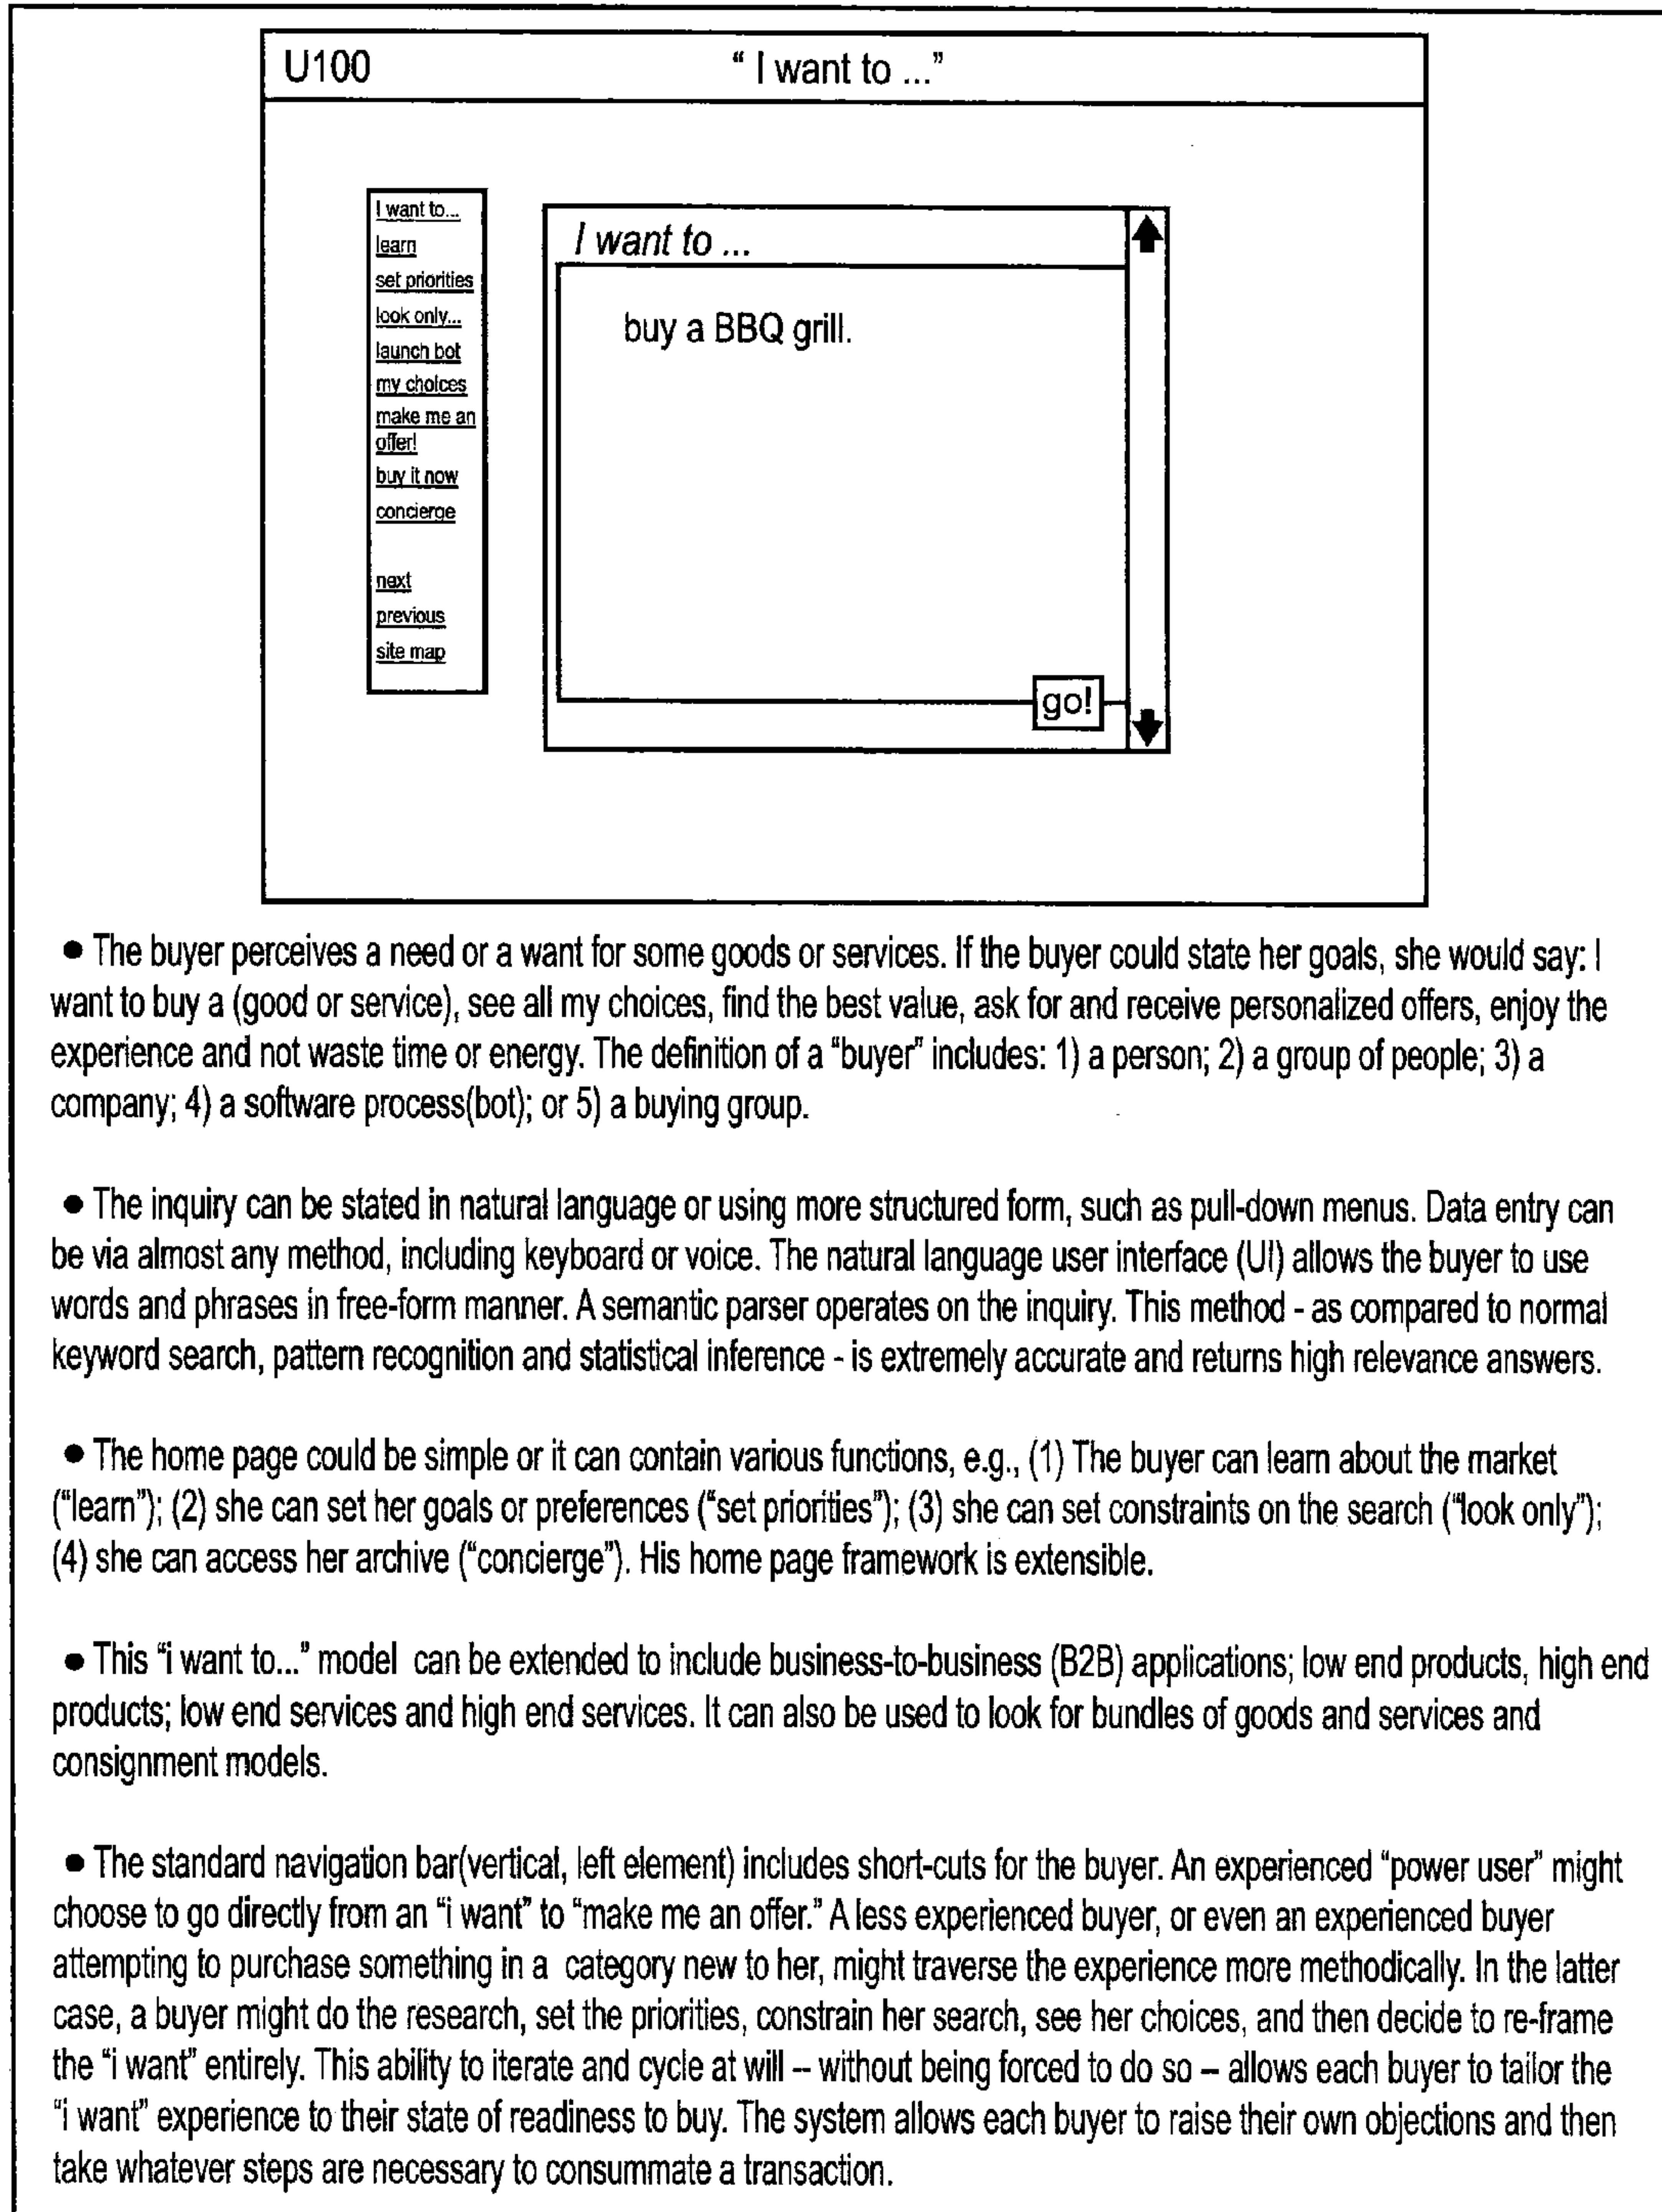 U100
“ I want to ...”
I want to...
learn
set priorities
look only...
launch bot
my choices
make me an
offer!
buy it now
concierge
next
previous
site map
I want to ...
buy a BBQ grill.
go!
● The buyer perceives a need or a want for some goods or services. If the buyer could state her goals, she would say: I
want to buy a (good or service), see all my choices, find the best value, ask for and receive personalized offers, enjoy the
experience and not waste time or energy. The definition of a “buyer” includes: 1) a person; 2) a group of people; 3) a
company; 4) a software process(bot); or 5) a buying group.
● The inquiry can be stated in natural language or using more structured form, such as pull-down menus. Data entry can
be via almost any method, including keyboard or voice. The natural language user interface (UI) allows the buyer to use
words and phrases in free-form manner. A semantic parser operates on the inquiry. This method - as compared to normal
keyword search, pattern recognition and statistical inference - is extremely accurate and returns high relevance answers.
● The home page could be simple or it can contain various functions, e.g., (1) The buyer can learn about the market
(“learn”); (2) she can set her goals or preferences (“set priorities”); (3) she can set constraints on the search (“look only”);
(4) she can access her archive (“concierge”). His home page framework is extensible.
● This “i want to...” model can be extended to include business-to-business (B2B) applications; low end products, high end
products; low end services and high end services. It can also be used to look for bundles of goods and services and
consignment models.
● The standard navigation bar(vertical, left element) includes short-cuts for the buyer. An experienced “power user” might
choose to go directly from an “i want” to “make me an offer.” A less experienced buyer, or even an experienced buyer
attempting to purchase something in a category new to her, might traverse the experience more methodically. In the latter
case, a buyer might do the research, set the priorities, constrain her search, see her choices, and then decide to re-frame
the “i want” entirely. This ability to iterate and cycle at will – without being forced to do so – allows each buyer to tailor the
“i want” experience to their state of readiness to buy. The system allows each buyer to raise their own objections and then
take whatever steps are necessary to consummate a transaction.